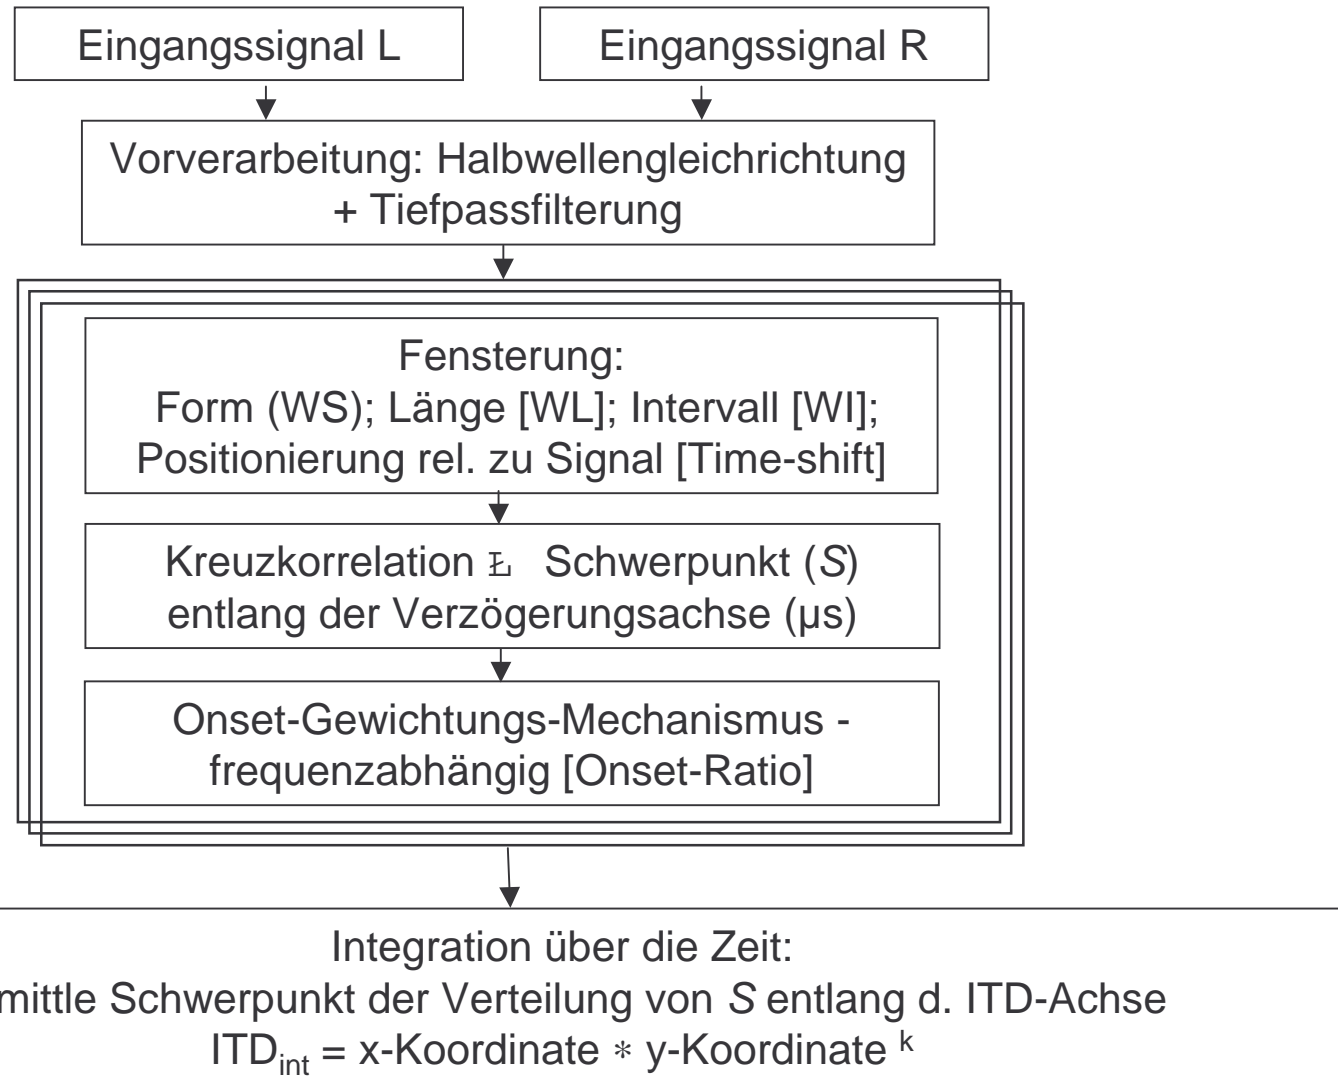 Eingangssignal L
Eingangssignal R
Vorverarbeitung: Halbwellengleichrichtung
+ Tiefpassfilterung
Fensterung:
Form (WS); Länge [WL]; Intervall [WI];
Positionierung rel. zu Signal [Time-shift]
Kreuzkorrelation Ł Schwerpunkt (S)
entlang der Verzögerungsachse (µs)
Onset-Gewichtungs-Mechanismus -
frequenzabhängig [Onset-Ratio]
Integration über die Zeit:
mittle Schwerpunkt der Verteilung von S entlang d. ITD-Achse
ITDint = x-Koordinate * y-Koordinate k